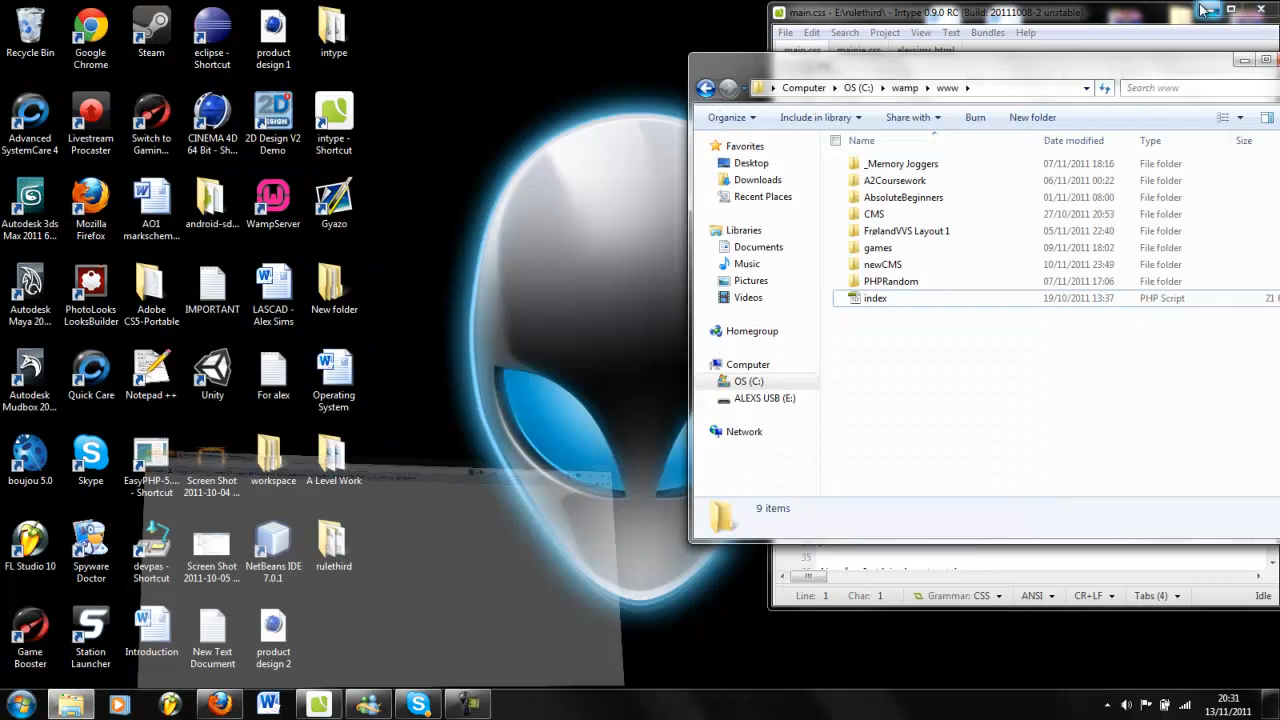 Recycle Bin
Google Chrome
Steam
eclipse - Shortcut
product design 1
intype
Advanced SystemCare 4
Livestream Procaster
Switch to Gamin...
CINEMA 4D 64 Bit - Sh...
2D Design V2 Demo
intype - Shortcut
Autodesk 3ds Max 2011 6...
Mozilla Firefox
AO1 markschem...
android-sd...
WampServer
Gyazo
Autodesk Maya 20...
PhotoLooks LooksBuilder
Adobe CS5-Portable
IMPORTANT
LASCAD - Alex Sims
New folder
Autodesk Mudbox 20...
Quick Care
Notepad ++
Unity
For alex
Operating System
boujou 5.0
Skype
EasyPHP-5.... - Shortcut
Screen Shot 2011-10-04 ...
workspace
A Level Work
FL Studio 10
Spyware Doctor
devpas - Shortcut
Screen Shot 2011-10-05 ...
NetBeans IDE 7.0.1
rulethird
Game Booster
Station Launcher
Introduction
New Text Document
product design 2
main.css - E:\rulethird\ - Intype 0.9.0 RC (Build: 20111008-2 unstable)
File Edit Search Project View Text Bundles Help
Computer OS (C:) wamp www
Search www
Organize Include in library Share with Burn New folder
Name Date modified Type Size
Favorites
Desktop
Downloads
Recent Places
Libraries
Documents
Music
Pictures
Videos
Homegroup
Computer
OS (C:)
ALEXS USB (E:)
Network
_Memory Joggers 07/11/2011 18:16 File folder
A2Coursework 06/11/2011 00:22 File folder
AbsoluteBeginners 01/11/2011 08:00 File folder
CMS 27/10/2011 20:53 File folder
FrølandVVS Layout 1 05/11/2011 22:40 File folder
games 09/11/2011 18:02 File folder
newCMS 10/11/2011 23:49 File folder
PHPRandom 07/11/2011 17:06 File folder
index 19/10/2011 13:37 PHP Script 21
9 items
35
Line: 1 Char: 1 Grammar: CSS ANSI CR+LF Tabs (4) Idle
20:31
13/11/2011